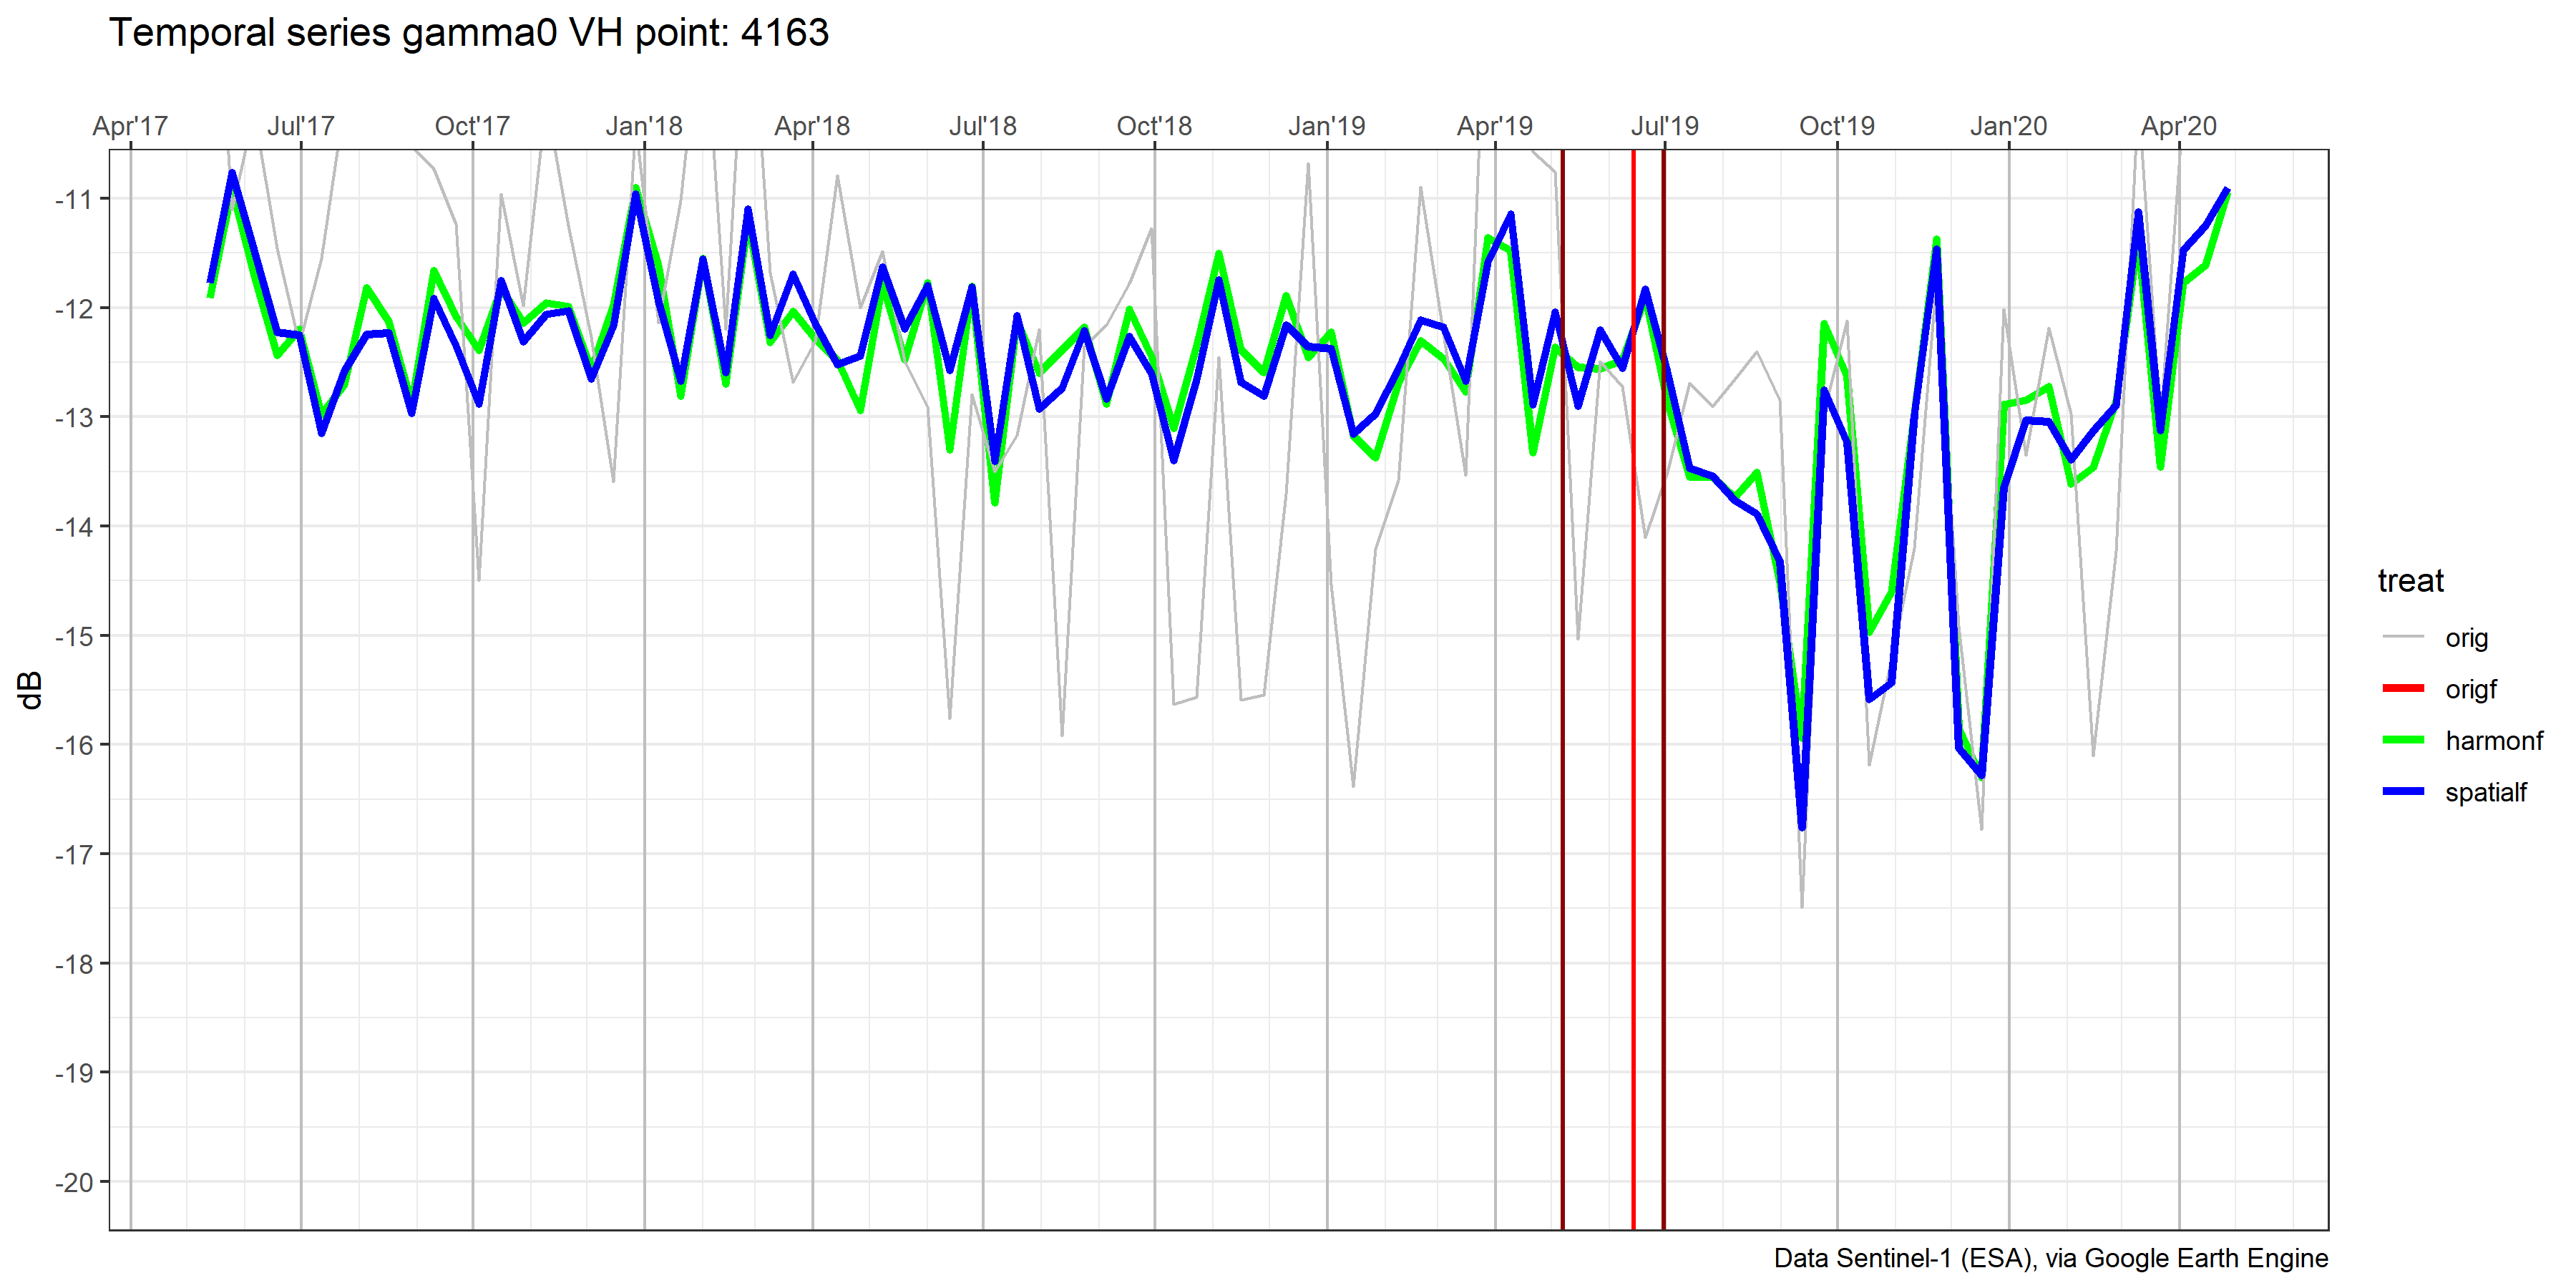 Temporal series gamma0 VH point: 4163
Apr'17 Jul'17 Oct'17 Jan'18 Apr'18 Jul'18 Oct'18 Jan'19 Apr'19 Jul'19 Oct'19 Jan'20 Apr'20
-11
-12
-13
-14
-15
-16
-17
-18
-19
-20
dB
treat
orig
origf
harmonf
spatialf
Data Sentinel-1 (ESA), via Google Earth Engine